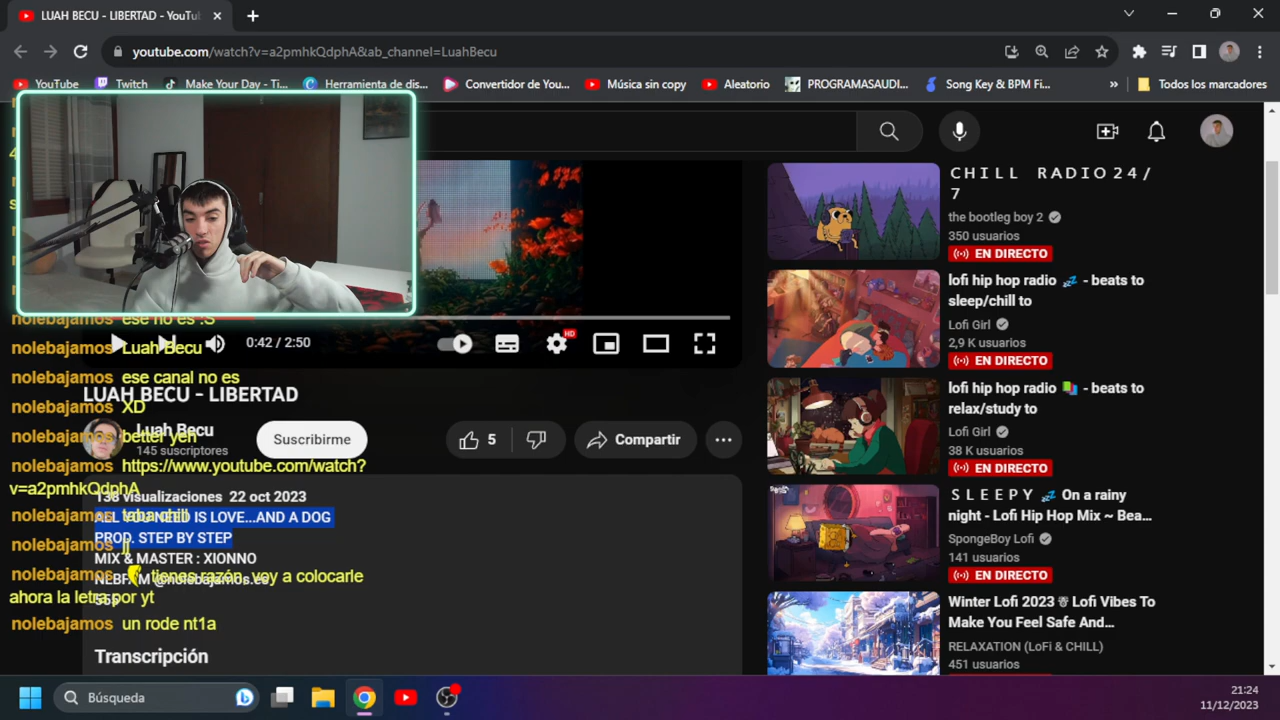 LUAH BECU - LIBERTAD - YouTu
youtube.com/watch?v=a2pmhkQdphA&ab_channel=LuahBecu
YouTube
Twitch
Make Your Day - Ti...
Herramienta de dis...
Convertidor de You...
Música sin copy
Aleatorio
PROGRAMASAUDI...
Song Key & BPM Fi...
»
Todos los marcadores
nolebajamos ese no es :S
nolebajamos Luah Becu
nolebajamos ese canal no es
nolebajamos XD
nolebajamos better yeh
nolebajamos https://www.youtube.com/watch?
v=a2pmhkQdphA
nolebajamos
nolebajamos
nolebajamos tienes razón, voy a colocarle
ahora la letra por yt
nolebajamos un rode nt1a
0:42 / 2:50
HD
LUAH BECU - LIBERTAD
Luah Becu
145 suscriptores
Suscribirme
5
Compartir
138 visualizaciones 22 oct 2023
ALL YOU NEED IS LOVE...AND A DOG
PROD. STEP BY STEP
MIX & MASTER : XIONNO
@nolebajamos.es
Transcripción
CHILL RADIO 24/
7
the bootleg boy 2
350 usuarios
EN DIRECTO
lofi hip hop radio 💤 - beats to
sleep/chill to
Lofi Girl
2,9 K usuarios
EN DIRECTO
lofi hip hop radio 📚 - beats to
relax/study to
Lofi Girl
38 K usuarios
EN DIRECTO
SLEEPY 💤 On a rainy
night - Lofi Hip Hop Mix ~ Bea...
SpongeBoy Lofi
141 usuarios
EN DIRECTO
Winter Lofi 2023 ☃ Lofi Vibes To
Make You Feel Safe And...
RELAXATION (LoFi & CHILL)
451 usuarios
Búsqueda
21:24
11/12/2023